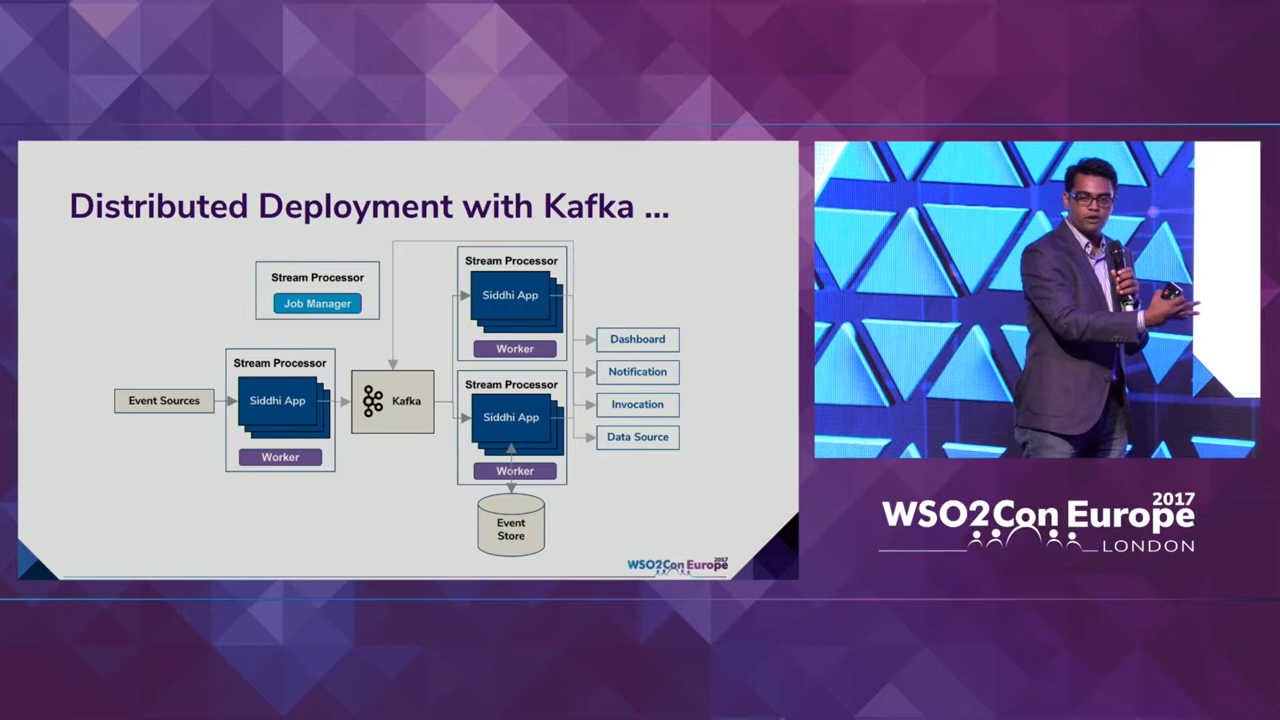 Distributed Deployment with Kafka ...
Stream Processor
Job Manager
Stream Processor
Siddhi App
Worker
Event Sources
Stream Processor
Siddhi App
Worker
Kafka
Stream Processor
Siddhi App
Worker
Event
Store
Dashboard
Notification
Invocation
Data Source
WSO2Con Europe 2017
WSO2Con Europe 2017
LONDON